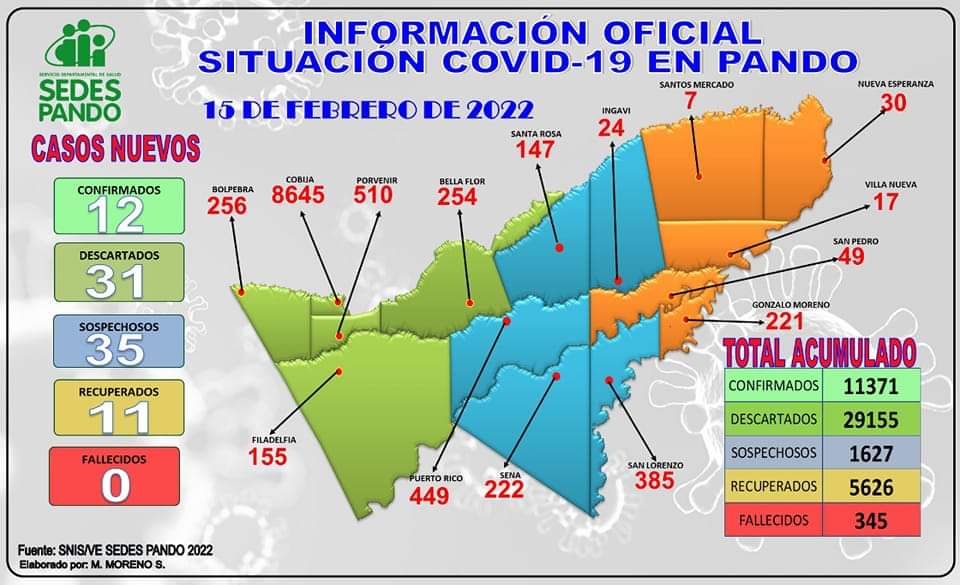 INFORMACIÓN OFICIAL
SITUACIÓN COVID-19 EN PANDO
15 DE FEBRERO DE 2022
SERVICIO DEPARTAMENTAL DE SALUD
SEDES
PANDO
CASOS NUEVOS
CONFIRMADOS
12
DESCARTADOS
31
SOSPECHOSOS
35
RECUPERADOS
11
FALLECIDOS
0
BOLPEBRA
256
COBIJA
8645
PORVENIR
510
BELLA FLOR
254
SANTA ROSA
147
INGAVI
24
SANTOS MERCADO
7
NUEVA ESPERANZA
30
VILLA NUEVA
17
SAN PEDRO
49
GONZALO MORENO
221
FILADELFIA
155
PUERTO RICO
449
SENA
222
SAN LORENZO
385
TOTAL ACUMULADO
CONFIRMADOS 11371
DESCARTADOS 29155
SOSPECHOSOS 1627
RECUPERADOS 5626
FALLECIDOS 345
Fuente: SNIS/VE SEDES PANDO 2022
Elaborado por: M. MORENO S.